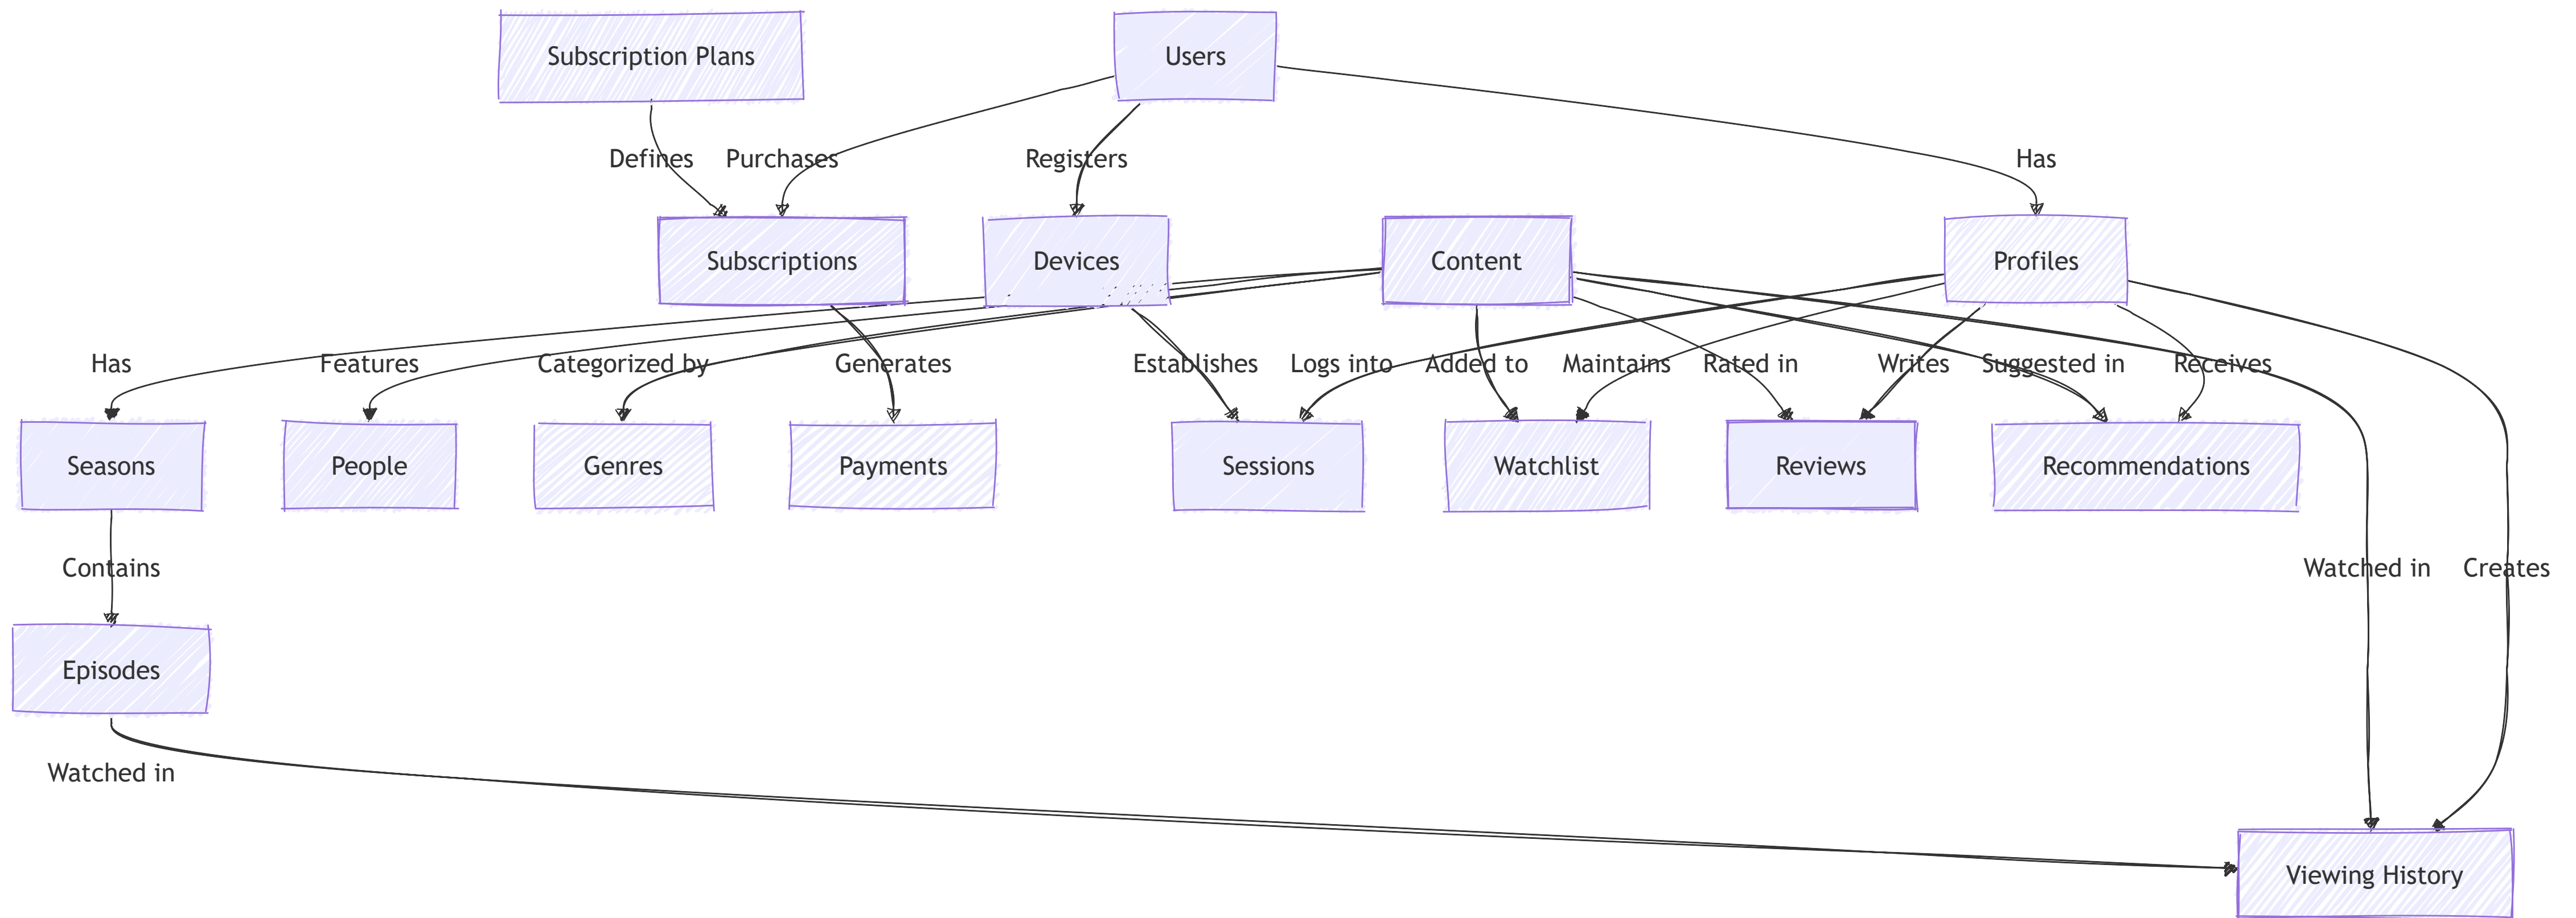 Subscription Plans
Users
Defines
Purchases
Registers
Has
Subscriptions
Devices
Content
Profiles
Has
Features
Categorized by
Generates
Establishes
Logs into
Added to
Maintains
Rated in
Writes
Suggested in
Receives
Seasons
People
Genres
Payments
Sessions
Watchlist
Reviews
Recommendations
Contains
Watched in
Creates
Episodes
Watched in
Viewing History